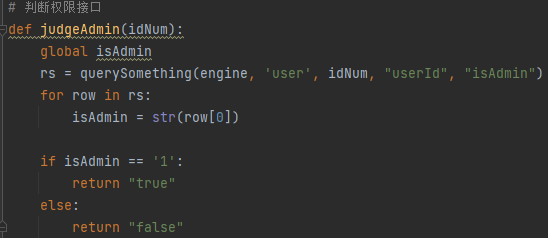 # 判断权限接口
def judgeAdmin(idNum):
    global isAdmin
    rs = querySomething(engine, 'user', idNum, "userId", "isAdmin")
    for row in rs:
        isAdmin = str(row[0])
    if isAdmin == '1':
        return "true"
    else:
        return "false"